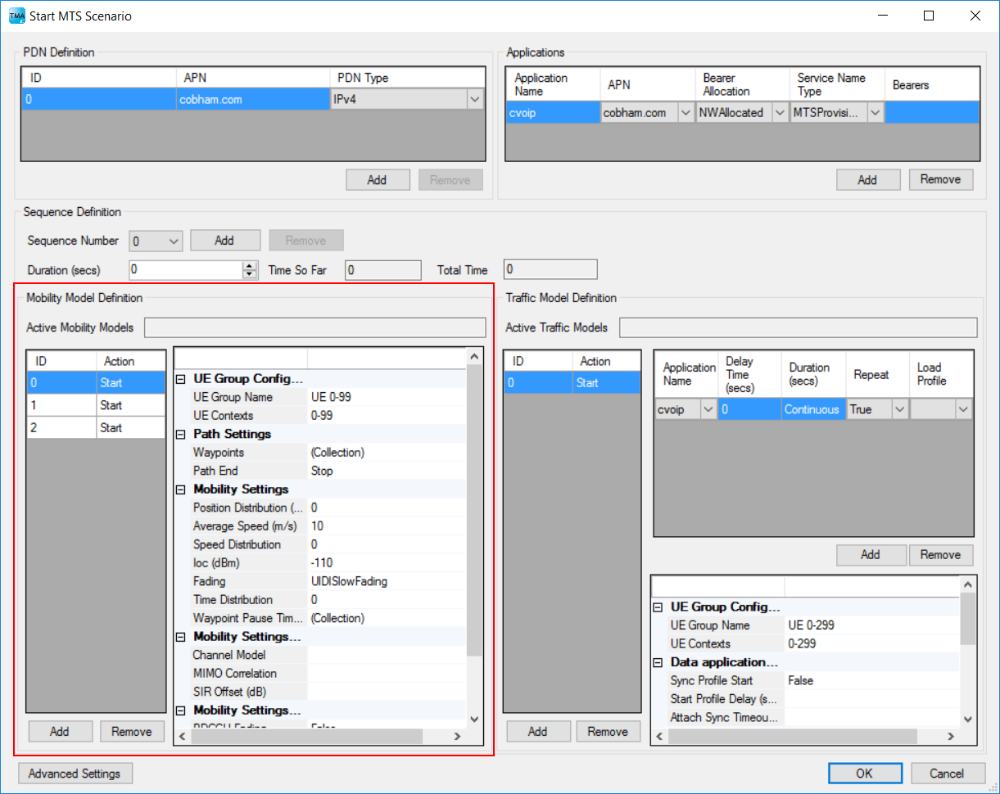 TMA Start MTS Scenario
PDN Definition
ID APN PDN Type
0 cobham.com IPv4
Add Remove
Applications
Application Name APN Bearer Allocation Service Name Type Bearers
cvoip cobham.com NWAllocated MTSProvisi...
Add Remove
Sequence Definition
Sequence Number 0 Add Remove
Duration (secs) 0 Time So Far 0 Total Time 0
Mobility Model Definition
Active Mobility Models
ID Action
0 Start
1 Start
2 Start
Add Remove
UE Group Config...
UE Group Name UE 0-99
UE Contexts 0-99
Path Settings
Waypoints (Collection)
Path End Stop
Mobility Settings
Position Distribution (... 0
Average Speed (m/s) 10
Speed Distribution 0
Ioc (dBm) -110
Fading UIDISlowFading
Time Distribution 0
Waypoint Pause Tim... (Collection)
Mobility Settings...
Channel Model
MIMO Correlation
SIR Offset (dB)
Mobility Settings...
Traffic Model Definition
Active Traffic Models
ID Action
0 Start
Add Remove
Application Name Delay Time (secs) Duration (secs) Repeat Load Profile
cvoip 0 Continuous True
Add Remove
UE Group Config...
UE Group Name UE 0-299
UE Contexts 0-299
Data application...
Sync Profile Start False
Start Profile Delay (s...
Attach Sync Timeou...
Advanced Settings OK Cancel